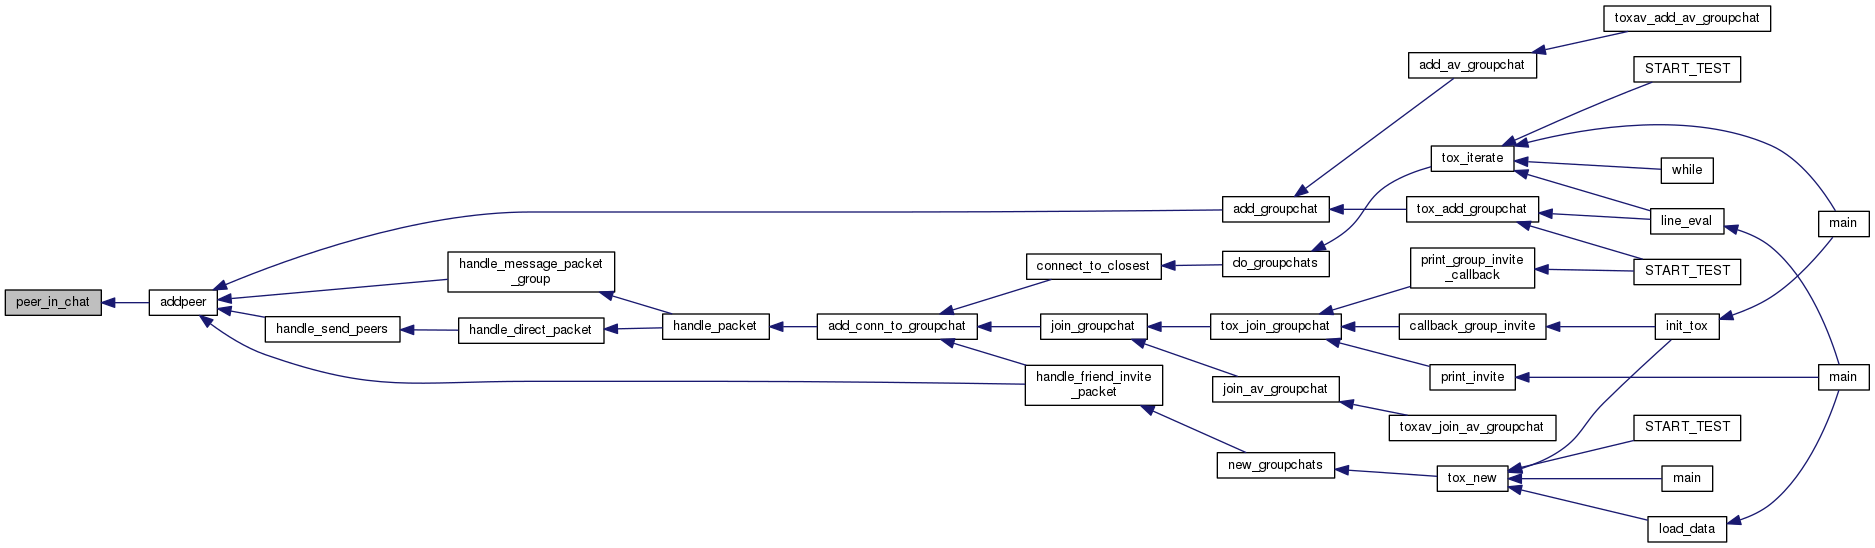 toxav_add_av_groupchat
add_av_groupchat
START_TEST
tox_iterate
while
add_groupchat
tox_add_groupchat
line_eval
main
handle_message_packet
_group
connect_to_closest
do_groupchats
print_group_invite
_callback
START_TEST
peer_in_chat
addpeer
handle_send_peers
handle_direct_packet
handle_packet
add_conn_to_groupchat
join_groupchat
tox_join_groupchat
callback_group_invite
init_tox
handle_friend_invite
_packet
join_av_groupchat
print_invite
main
toxav_join_av_groupchat
START_TEST
new_groupchats
tox_new
main
load_data